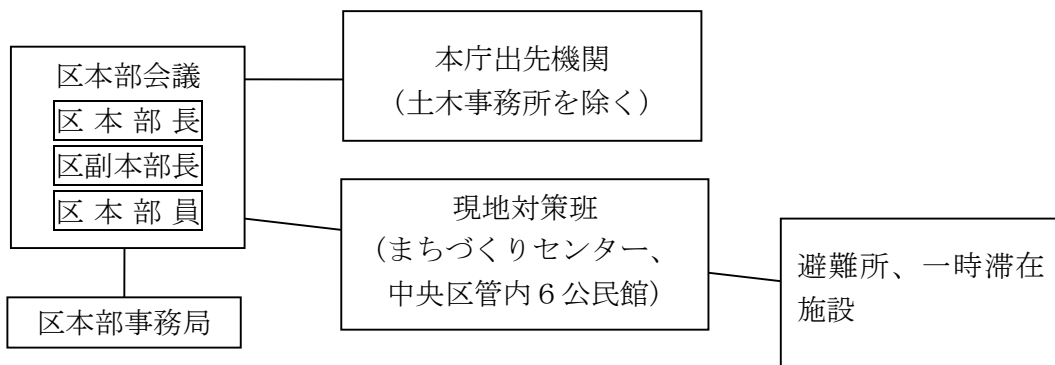 区本部会議
区本部長
区副本部長
区本部員
区本部事務局
本庁出先機関
（土木事務所を除く）
現地対策班
（まちづくりセンター、
中央区管内６公民館）
避難所、一時滞在
施設